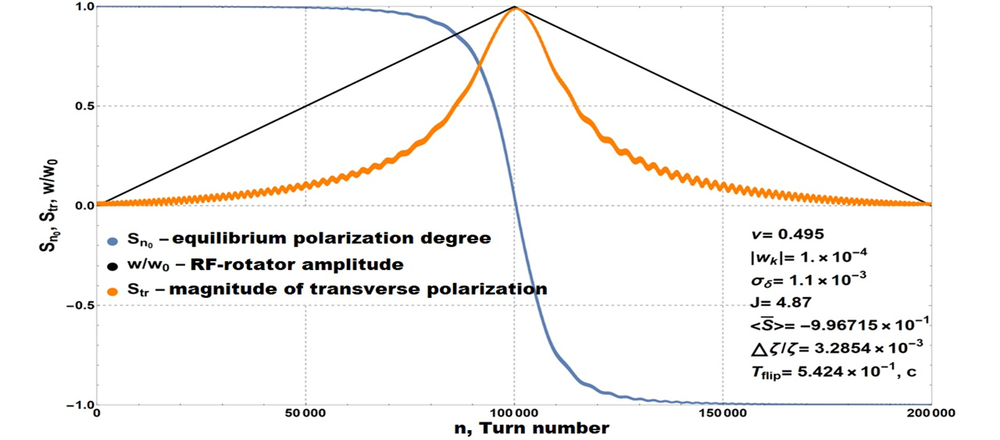 1.0
0.5
0.0
−0.5
−1.0
Sn₀, Str, w/w₀
Sn₀ – equilibrium polarization degree
w/w₀ – RF-rotator amplitude
Str – magnitude of transverse polarization
ν= 0.495
|wk|= 1. × 10⁻⁴
σδ= 1.1 × 10⁻³
J= 4.87
<S̅>= −9.96715 × 10⁻¹
△ζ/ζ= 3.2854 × 10⁻³
Tflip= 5.424 × 10⁻¹, c
0 50 000 100 000 150 000 200 000
n, Turn number